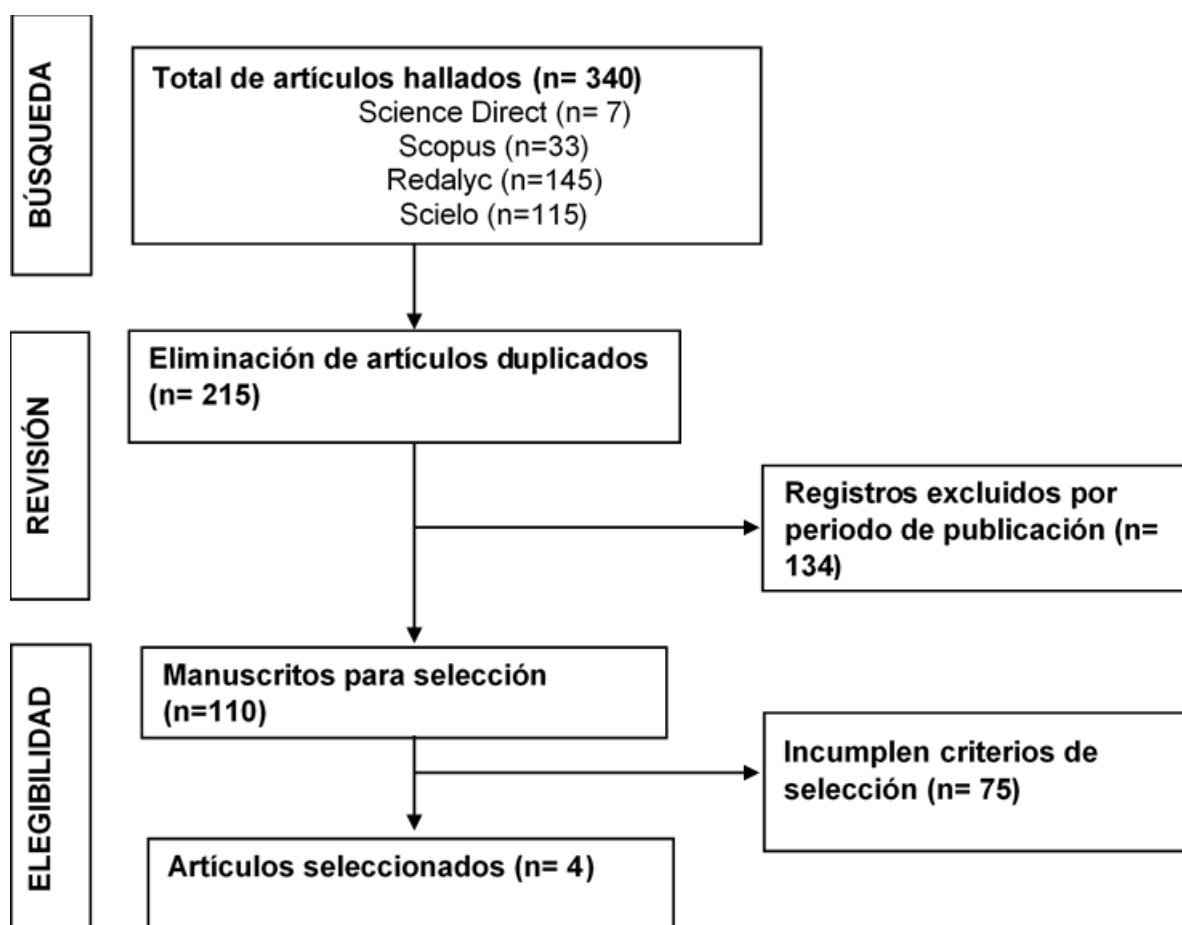 BÚSQUEDA
Total de artículos hallados (n= 340)
Science Direct (n= 7)
Scopus (n=33)
Redalyc (n=145)
Scielo (n=115)
REVISIÓN
Eliminación de artículos duplicados
(n= 215)
Registros excluidos por
periodo de publicación (n=
134)
ELEGIBILIDAD
Manuscritos para selección
(n=110)
Incumplen criterios de
selección (n= 75)
Artículos seleccionados (n= 4)